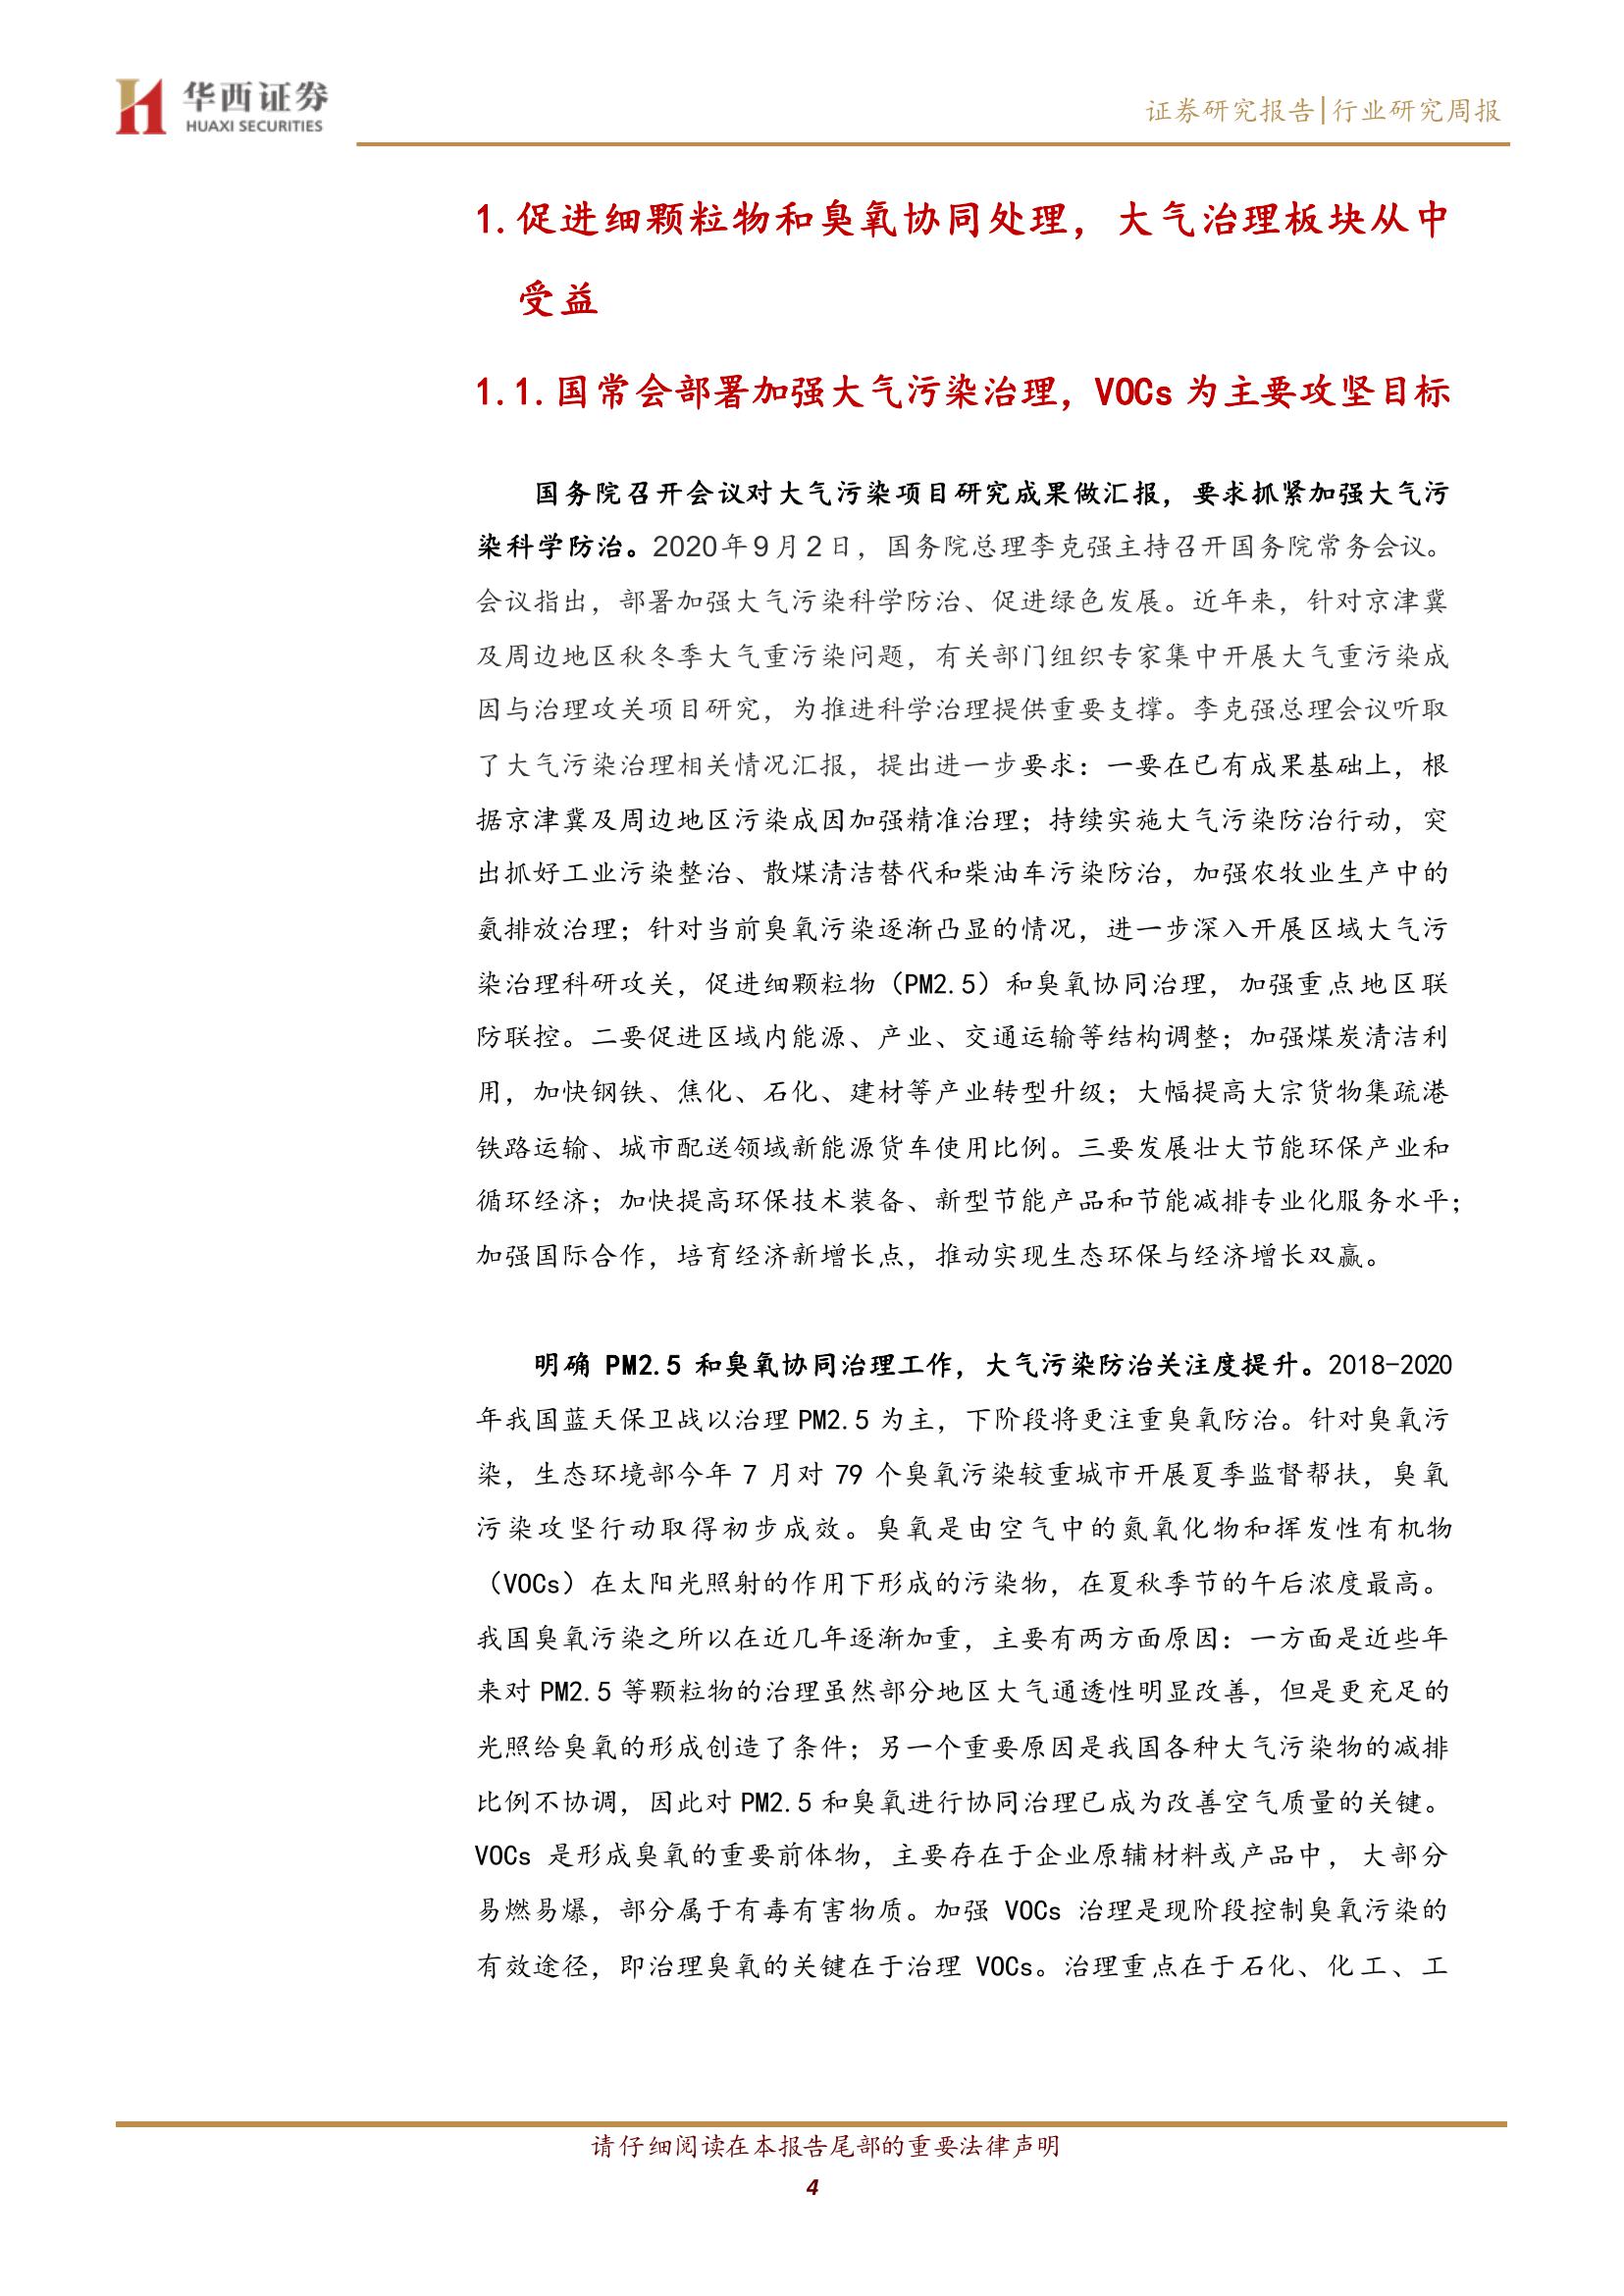 华西证券
HUAXI SECURITIES
证券研究报告|行业研究周报
1.促进细颗粒物和臭氧协同处理，大气治理板块从中
受益
1.1.国常会部署加强大气污染治理，VOCs 为主要攻坚目标
国务院召开会议对大气污染项目研究成果做汇报，要求抓紧加强大气污
染科学防治。2020年9月2日，国务院总理李克强主持召开国务院常务会议。
会议指出，部署加强大气污染科学防治、促进绿色发展。近年来，针对京津冀
及周边地区秋冬季大气重污染问题，有关部门组织专家集中开展大气重污染成
因与治理攻关项目研究，为推进科学治理提供重要支撑。李克强总理会议听取
了大气污染治理相关情况汇报，提出进一步要求：一要在已有成果基础上，根
据京津冀及周边地区污染成因加强精准治理；持续实施大气污染防治行动，突
出抓好工业污染整治、散煤清洁替代和柴油车污染防治，加强农牧业生产中的
氨排放治理；针对当前臭氧污染逐渐凸显的情况，进一步深入开展区域大气污
染治理科研攻关，促进细颗粒物（PM2.5）和臭氧协同治理，加强重点地区联
防联控。二要促进区域内能源、产业、交通运输等结构调整；加强煤炭清洁利
用，加快钢铁、焦化、石化、建材等产业转型升级；大幅提高大宗货物集疏港
铁路运输、城市配送领域新能源货车使用比例。三要发展壮大节能环保产业和
循环经济；加快提高环保技术装备、新型节能产品和节能减排专业化服务水平；
加强国际合作，培育经济新增长点，推动实现生态环保与经济增长双赢。
明确 PM2.5 和臭氧协同治理工作，大气污染防治关注度提升。2018-2020
年我国蓝天保卫战以治理 PM2.5 为主，下阶段将更注重臭氧防治。针对臭氧污
染，生态环境部今年 7 月对 79 个臭氧污染较重城市开展夏季监督帮扶，臭氧
污染攻坚行动取得初步成效。臭氧是由空气中的氮氧化物和挥发性有机物
（VOCs）在太阳光照射的作用下形成的污染物，在夏秋季节的午后浓度最高。
我国臭氧污染之所以在近几年逐渐加重，主要有两方面原因：一方面是近些年
来对 PM2.5 等颗粒物的治理虽然部分地区大气通透性明显改善，但是更充足的
光照给臭氧的形成创造了条件；另一个重要原因是我国各种大气污染物的减排
比例不协调，因此对 PM2.5 和臭氧进行协同治理已成为改善空气质量的关键。
VOCs 是形成臭氧的重要前体物，主要存在于企业原辅材料或产品中，大部分
易燃易爆，部分属于有毒有害物质。加强 VOCs 治理是现阶段控制臭氧污染的
有效途径，即治理臭氧的关键在于治理 VOCs。治理重点在于石化、化工、工
请仔细阅读在本报告尾部的重要法律声明
4